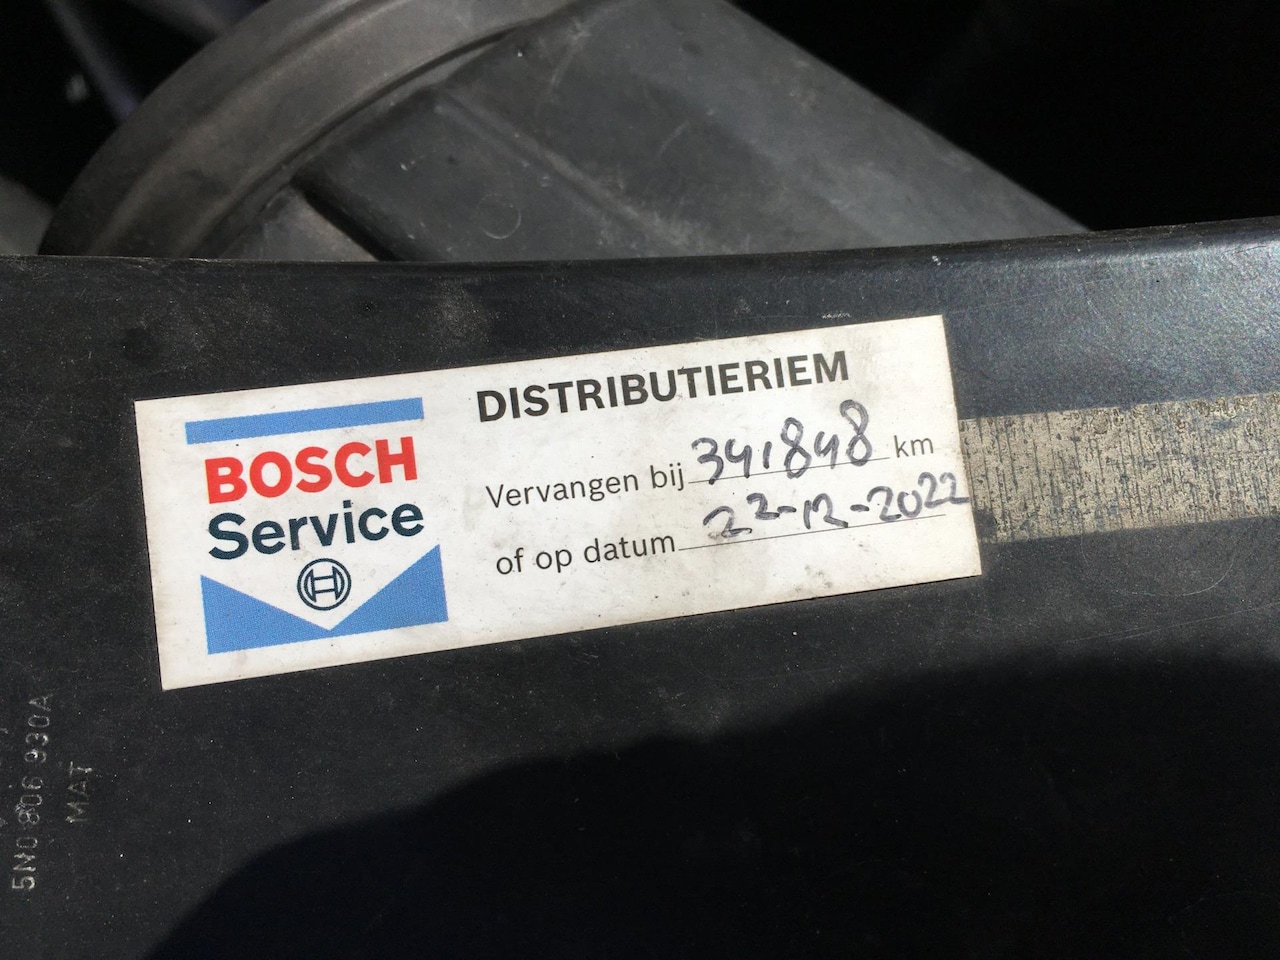 BOSCH
Service
DISTRIBUTIERIEM
Vervangen bij 341848 km
of op datum 22-12-2022
5N0 806 930A
MAT